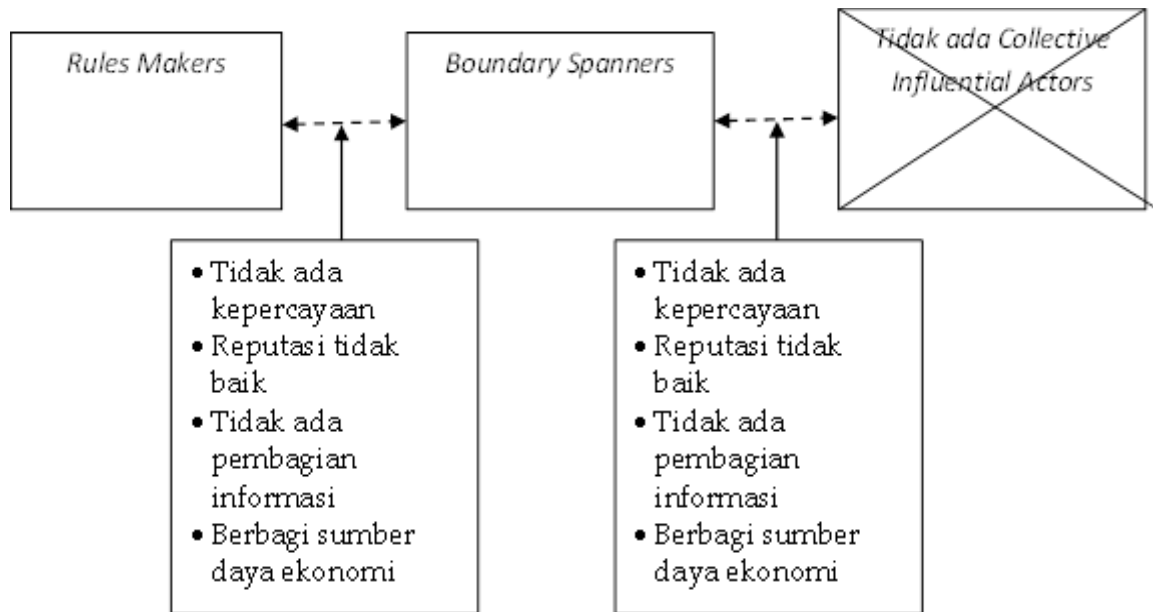 Rules Makers
Boundary Spanners
Tidak ada Collective
Influential Actors
• Tidak ada
kepercayaan
• Reputasi tidak
baik
• Tidak ada
pembagian
informasi
• Berbagi sumber
daya ekonomi
• Tidak ada
kepercayaan
• Reputasi tidak
baik
• Tidak ada
pembagian
informasi
• Berbagi sumber
daya ekonomi